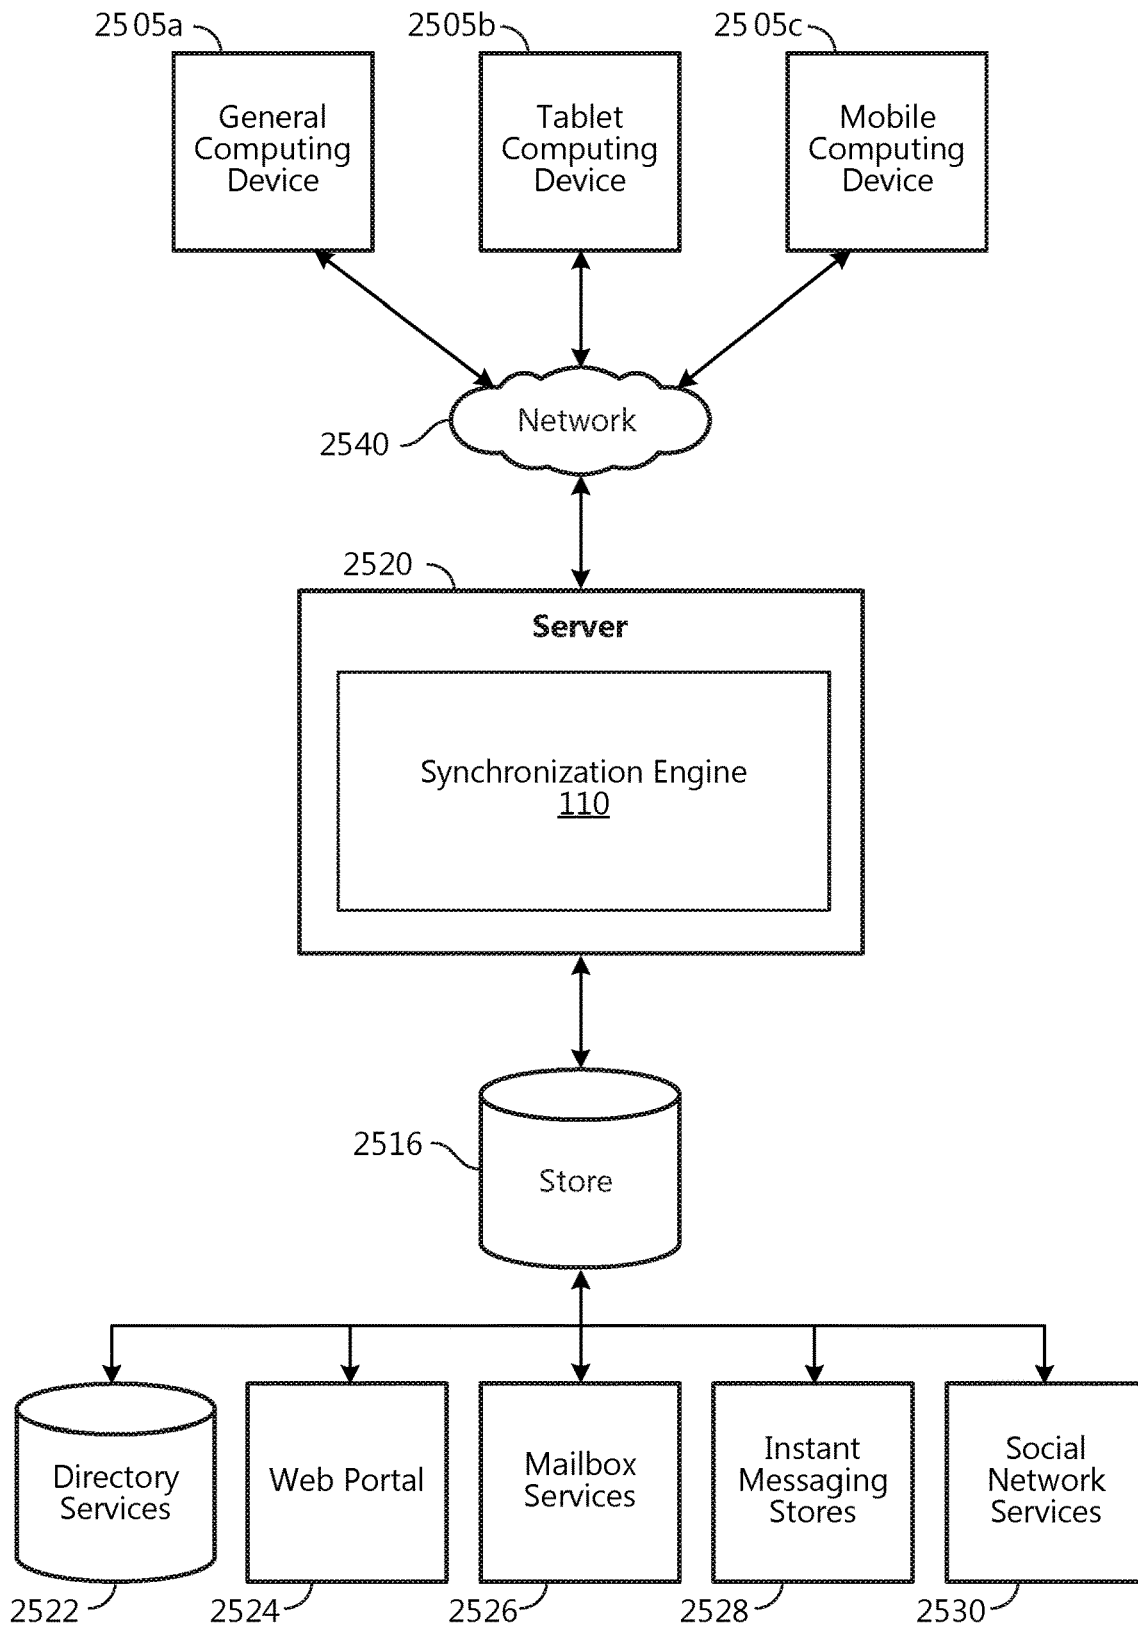 2505a
2505b
2505c
General
Computing
Device
Tablet
Computing
Device
Mobile
Computing
Device
Network
2540
2520
Server
Synchronization Engine
110
2516
Store
Directory
Services
Web Portal
Mailbox
Services
Instant
Messaging
Stores
Social
Network
Services
2522
2524
2526
2528
2530